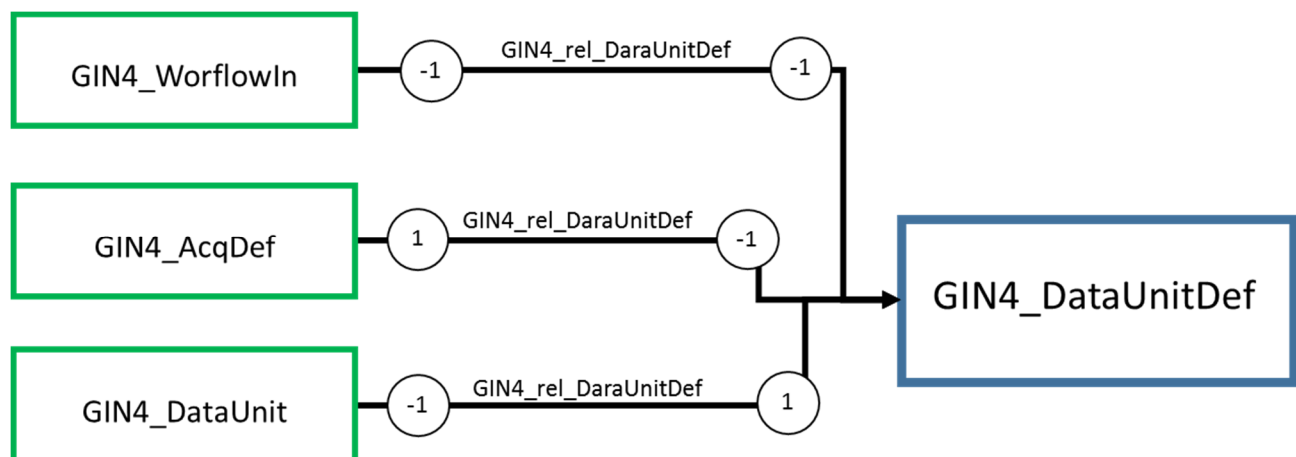 GIN4_WorflowIn
-1
GIN4_rel_DaraUnitDef
-1
GIN4_AcqDef
1
GIN4_rel_DaraUnitDef
-1
GIN4_DataUnitDef
GIN4_DataUnit
-1
GIN4_rel_DaraUnitDef
1